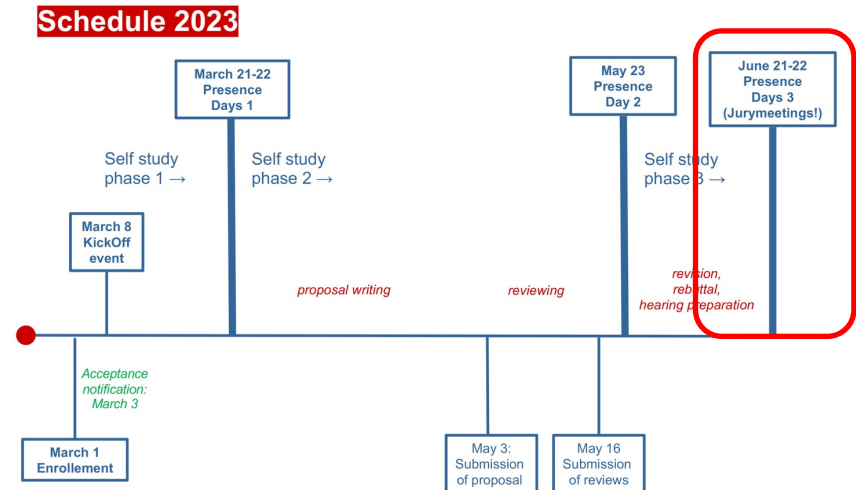 Schedule 2023
March 21-22
Presence
Days 1
May 23
Presence
Day 2
June 21-22
Presence
Days 3
(Jurymeetings!)
Self study
phase 1 →
Self study
phase 2 →
Self study
phase 3 →
March 8
KickOff
event
proposal writing
reviewing
revision,
rebuttal,
hearing preparation
Acceptance
notification:
March 3
March 1
Enrollement
May 3:
Submission
of proposal
May 16
Submission
of reviews